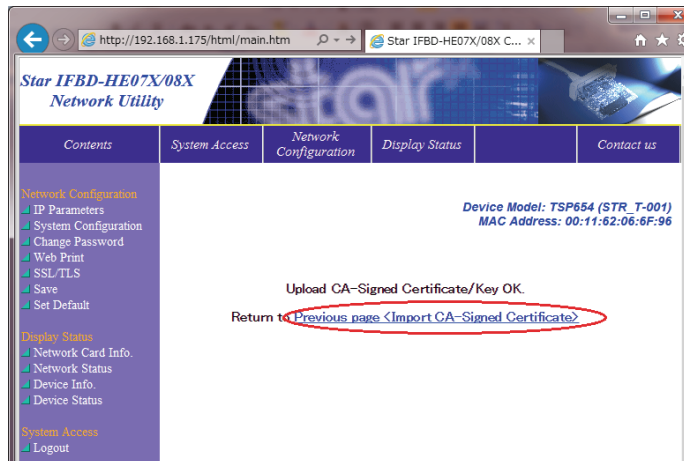 http://192.168.1.175/html/main.htm
Star IFBD-HE07X/08X C...
Star IFBD-HE07X/08X
Network Utility
Contents
System Access
Network
Configuration
Display Status
Contact us
Network Configuration
IP Parameters
System Configuration
Change Password
Web Print
SSL/TLS
Save
Set Default
Display Status
Network Card Info.
Network Status
Device Info.
Device Status
System Access
Logout
Device Model: TSP654 (STR_T-001)
MAC Address: 00:11:62:06:6F:96
Upload CA-Signed Certificate/Key OK.
Return to Previous page <Import CA-Signed Certificate>